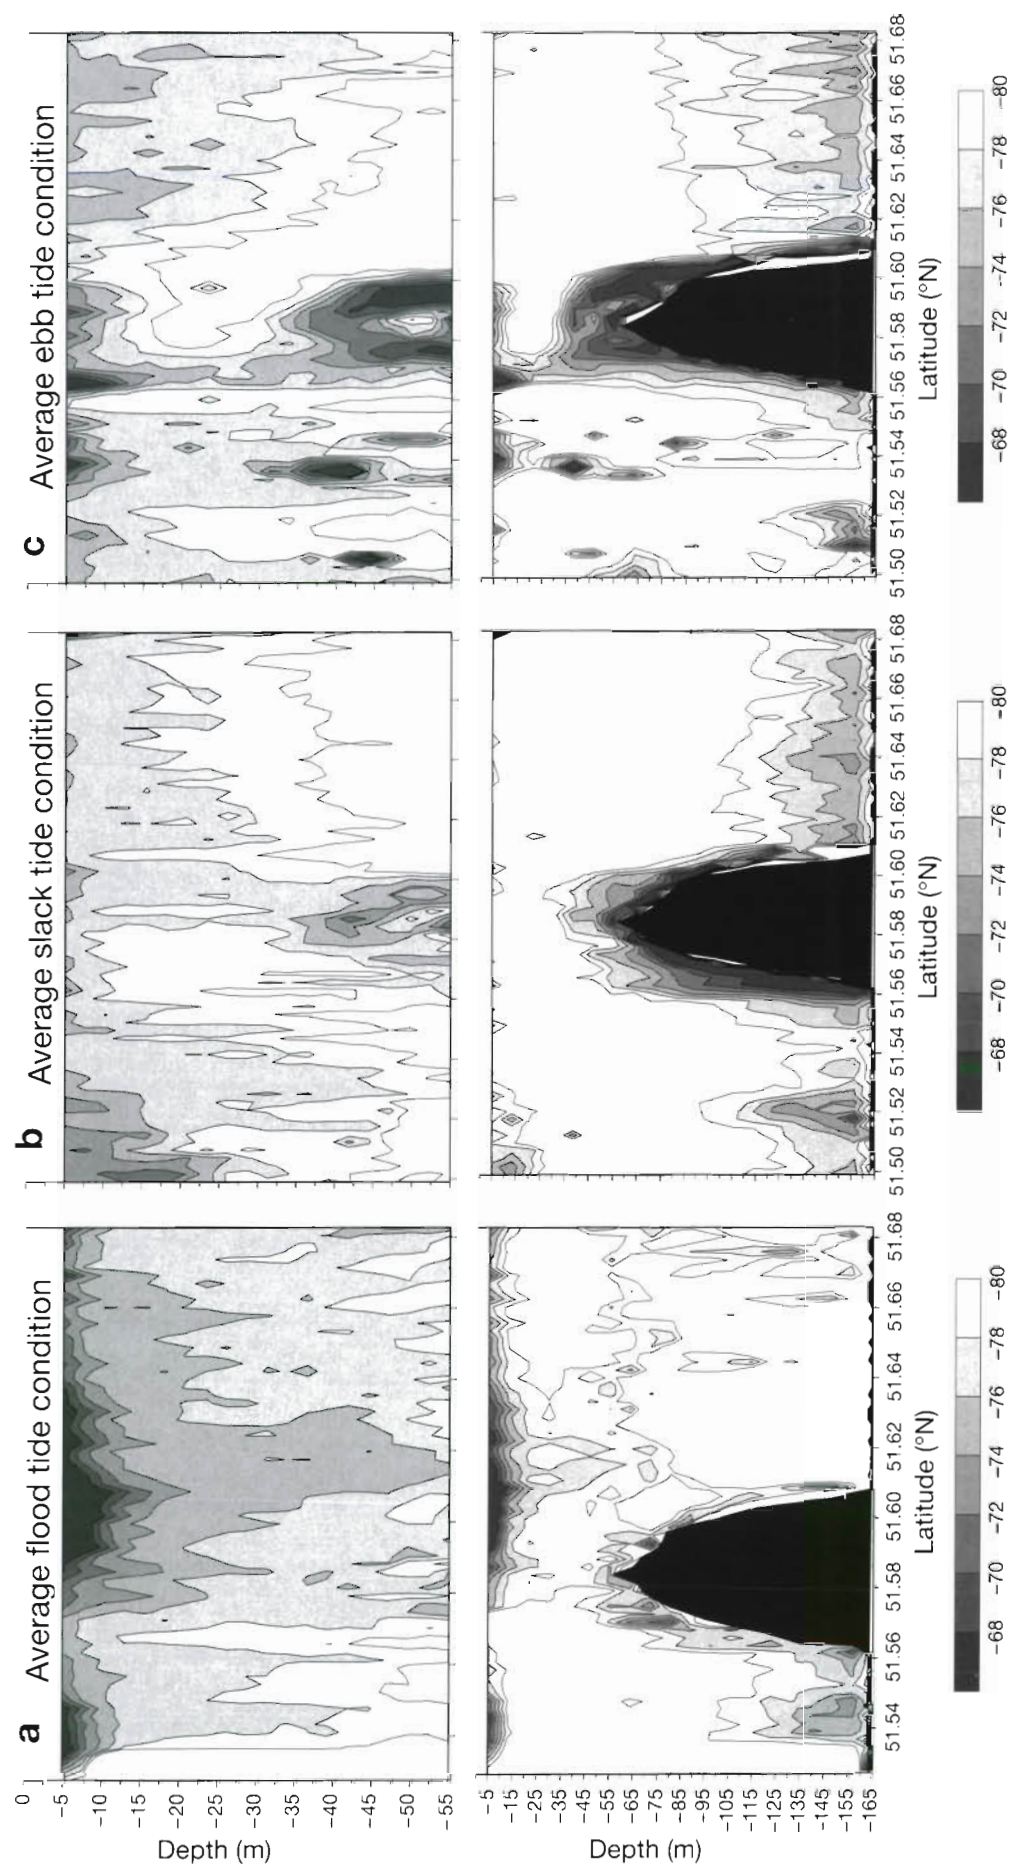 a Average flood tide condition
0
-5
-10
-15
-20
-25
-30
-35
-40
-45
-50
-55
Depth (m)
-5
-15
-25
-35
-45
-55
-65
-75
-85
-95
-105
-115
-125
-135
-145
-155
-165
Depth (m)
51.54 51.56 51.58 51.60 51.62 51.64 51.66 51.68
Latitude (°N)
-68 -70 -72 -74 -76 -78 -80
b Average slack tide condition
51.50 51.52 51.54 51.56 51.58 51.60 51.62 51.64 51.66 51.68
Latitude (°N)
-68 -70 -72 -74 -76 -78 -80
c Average ebb tide condition
51.50 51.52 51.54 51.56 51.58 51.60 51.62 51.64 51.66 51.68
Latitude (°N)
-68 -70 -72 -74 -76 -78 -80